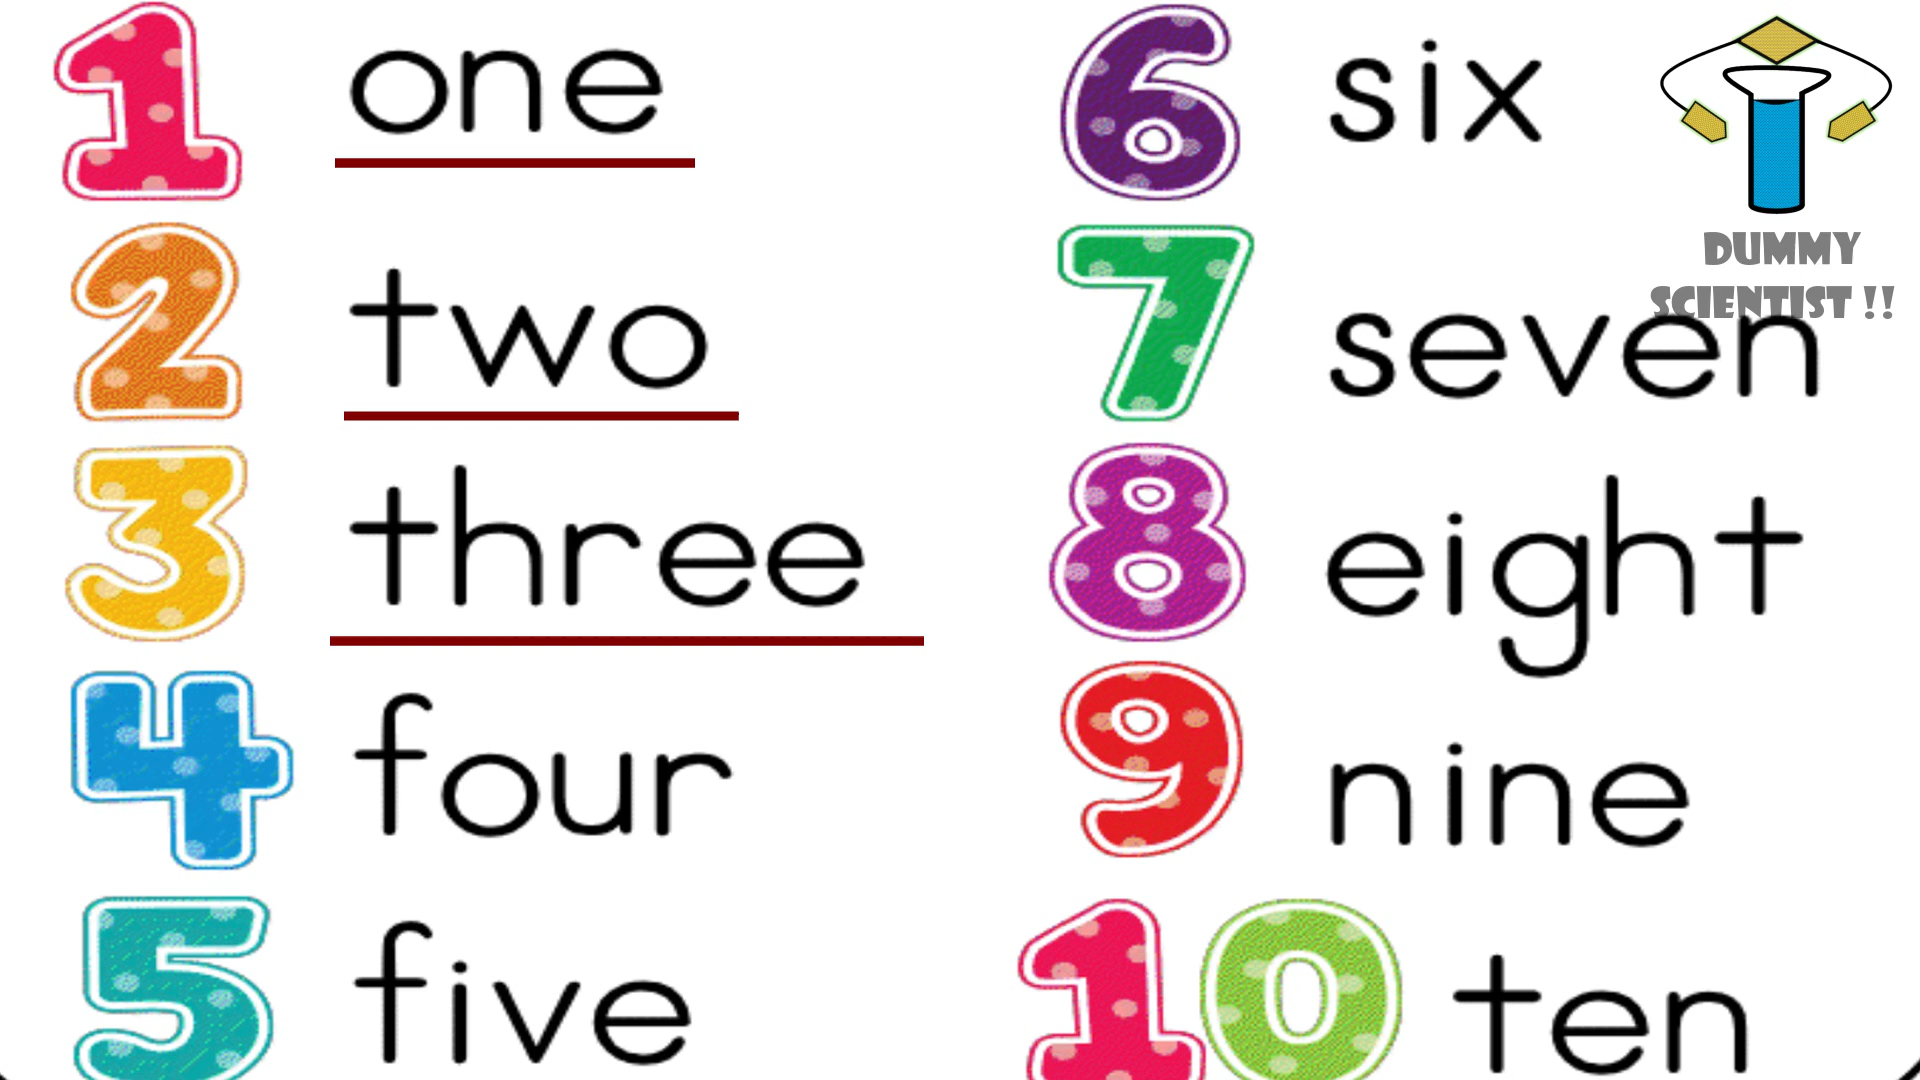 1 one
2 two
3 three
4 four
5 five
6 six
7 seven
8 eight
9 nine
10 ten
DUMMY
SCIENTIST !!